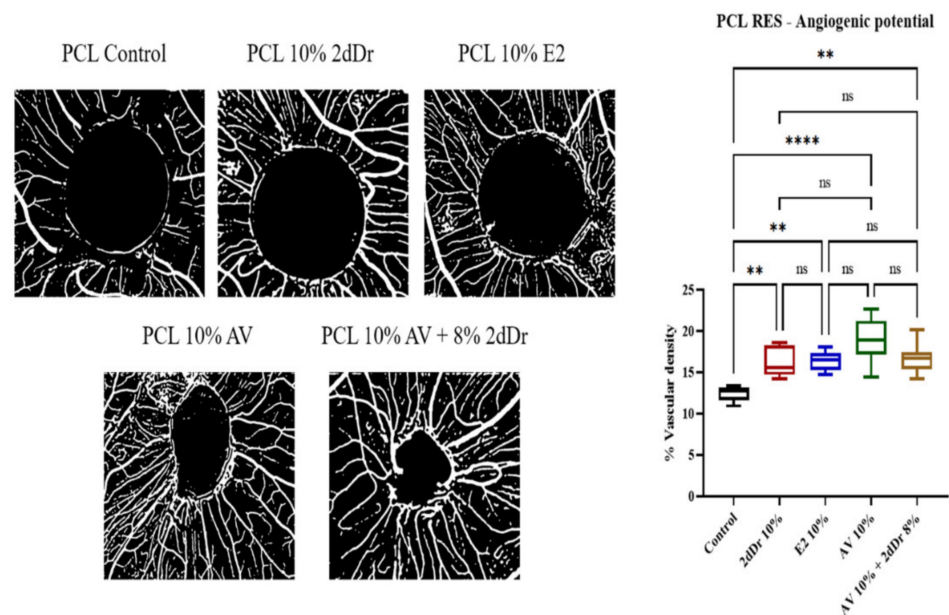 PCL Control
PCL 10% 2dDr
PCL 10% E2
PCL 10% AV
PCL 10% AV + 8% 2dDr
PCL RES - Angiogenic potential
**
ns
****
ns
**
ns
**
ns
ns
ns
% Vascular density
25
20
15
10
5
0
Control
2dDr 10%
E2 10%
AV 10%
AV 10% + 2dDr 8%